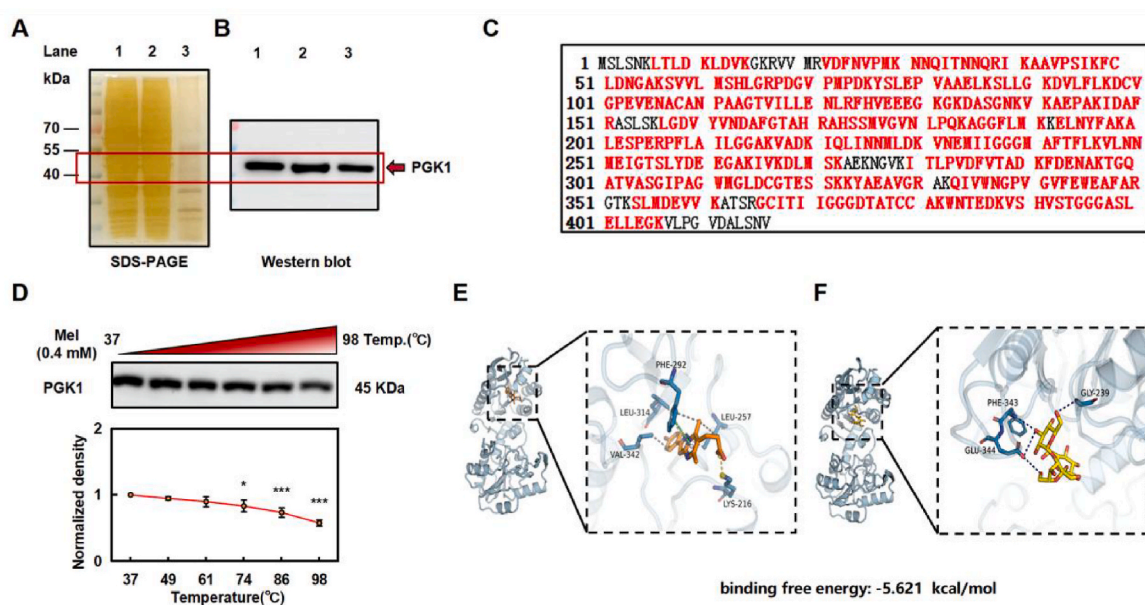 A
Lane 1 2 3
kDa
70
55
40
SDS-PAGE
B
1 2 3
PGK1
Western blot
C
1 MSLSNKLTLD KLDVKGKRVV MRVDFNVPMK NNQITNNQRI KAAVPSIKFC
51 LDNGAKSVVL MSHLGRPDGV PMPDKYSLEP VAAELKSLLG KDVLFLKDCV
101 GPEVENACAN PAAGTVILLE NLRFHVEEEG KGKDASGNKV KAEPAKIDAF
151 RASLSKLGDV YVNDAFGTAH RAHSSMVGVN LPQKAGGFLM KKELNYFAKA
201 LESPERPFLA ILGGAKVADK IQLINNMLDK VNEMIIGGGM AFTFLKVLNN
251 MEIGTSLYDE EGAKIVKDLM SKAEKNGVKI TLPVDFVTAD KFDENAKTGQ
301 ATVASGIPAG WMGLDCGTES SKKYAEAVGR AKQIVWNGPV GVFEWEAFAR
351 GTKSLMDEVV KATSRGCITI IGGGDTATCC AKWNTEDKVS HVSTGGGASL
401 ELLEGKVLPG VDALSNV
D
Mel
(0.4 mM)
37
98 Temp.(°C)
PGK1
45 KDa
Normalized density
2
1
0
* *** ***
37 49 61 74 86 98
Temperature(°C)
E
PHE-292
LEU-314
LEU-257
VAL-342
LYS-216
F
GLY-239
PHE-343
GLU-344
binding free energy: -5.621 kcal/mol